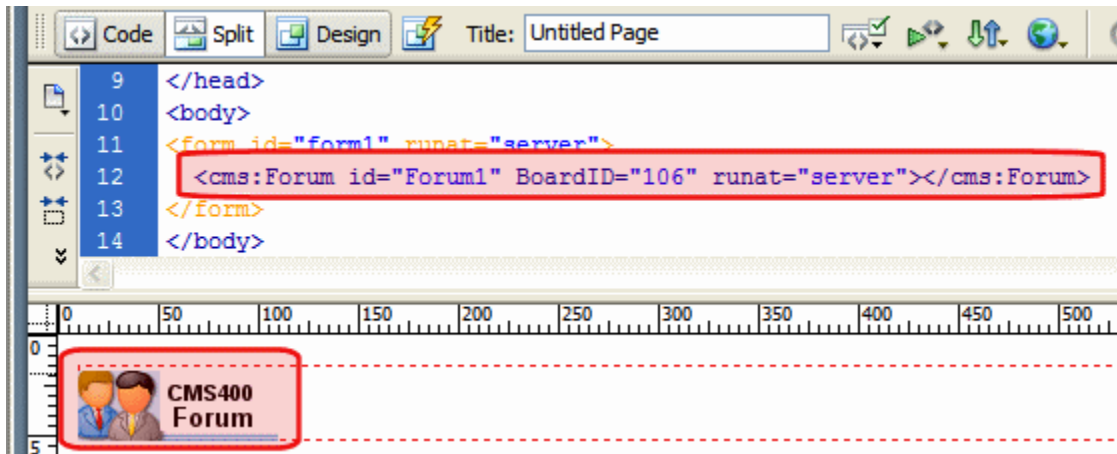 Code Split Design Title: Untitled Page
9 </head>
10 <body>
11 <form id="form1" runat="server">
12 <cms:Forum id="Forum1" BoardID="106" runat="server"></cms:Forum>
13 </form>
14 </body>
0 50 100 150 200 250 300 350 400 450 500
0
CMS400
Forum
5